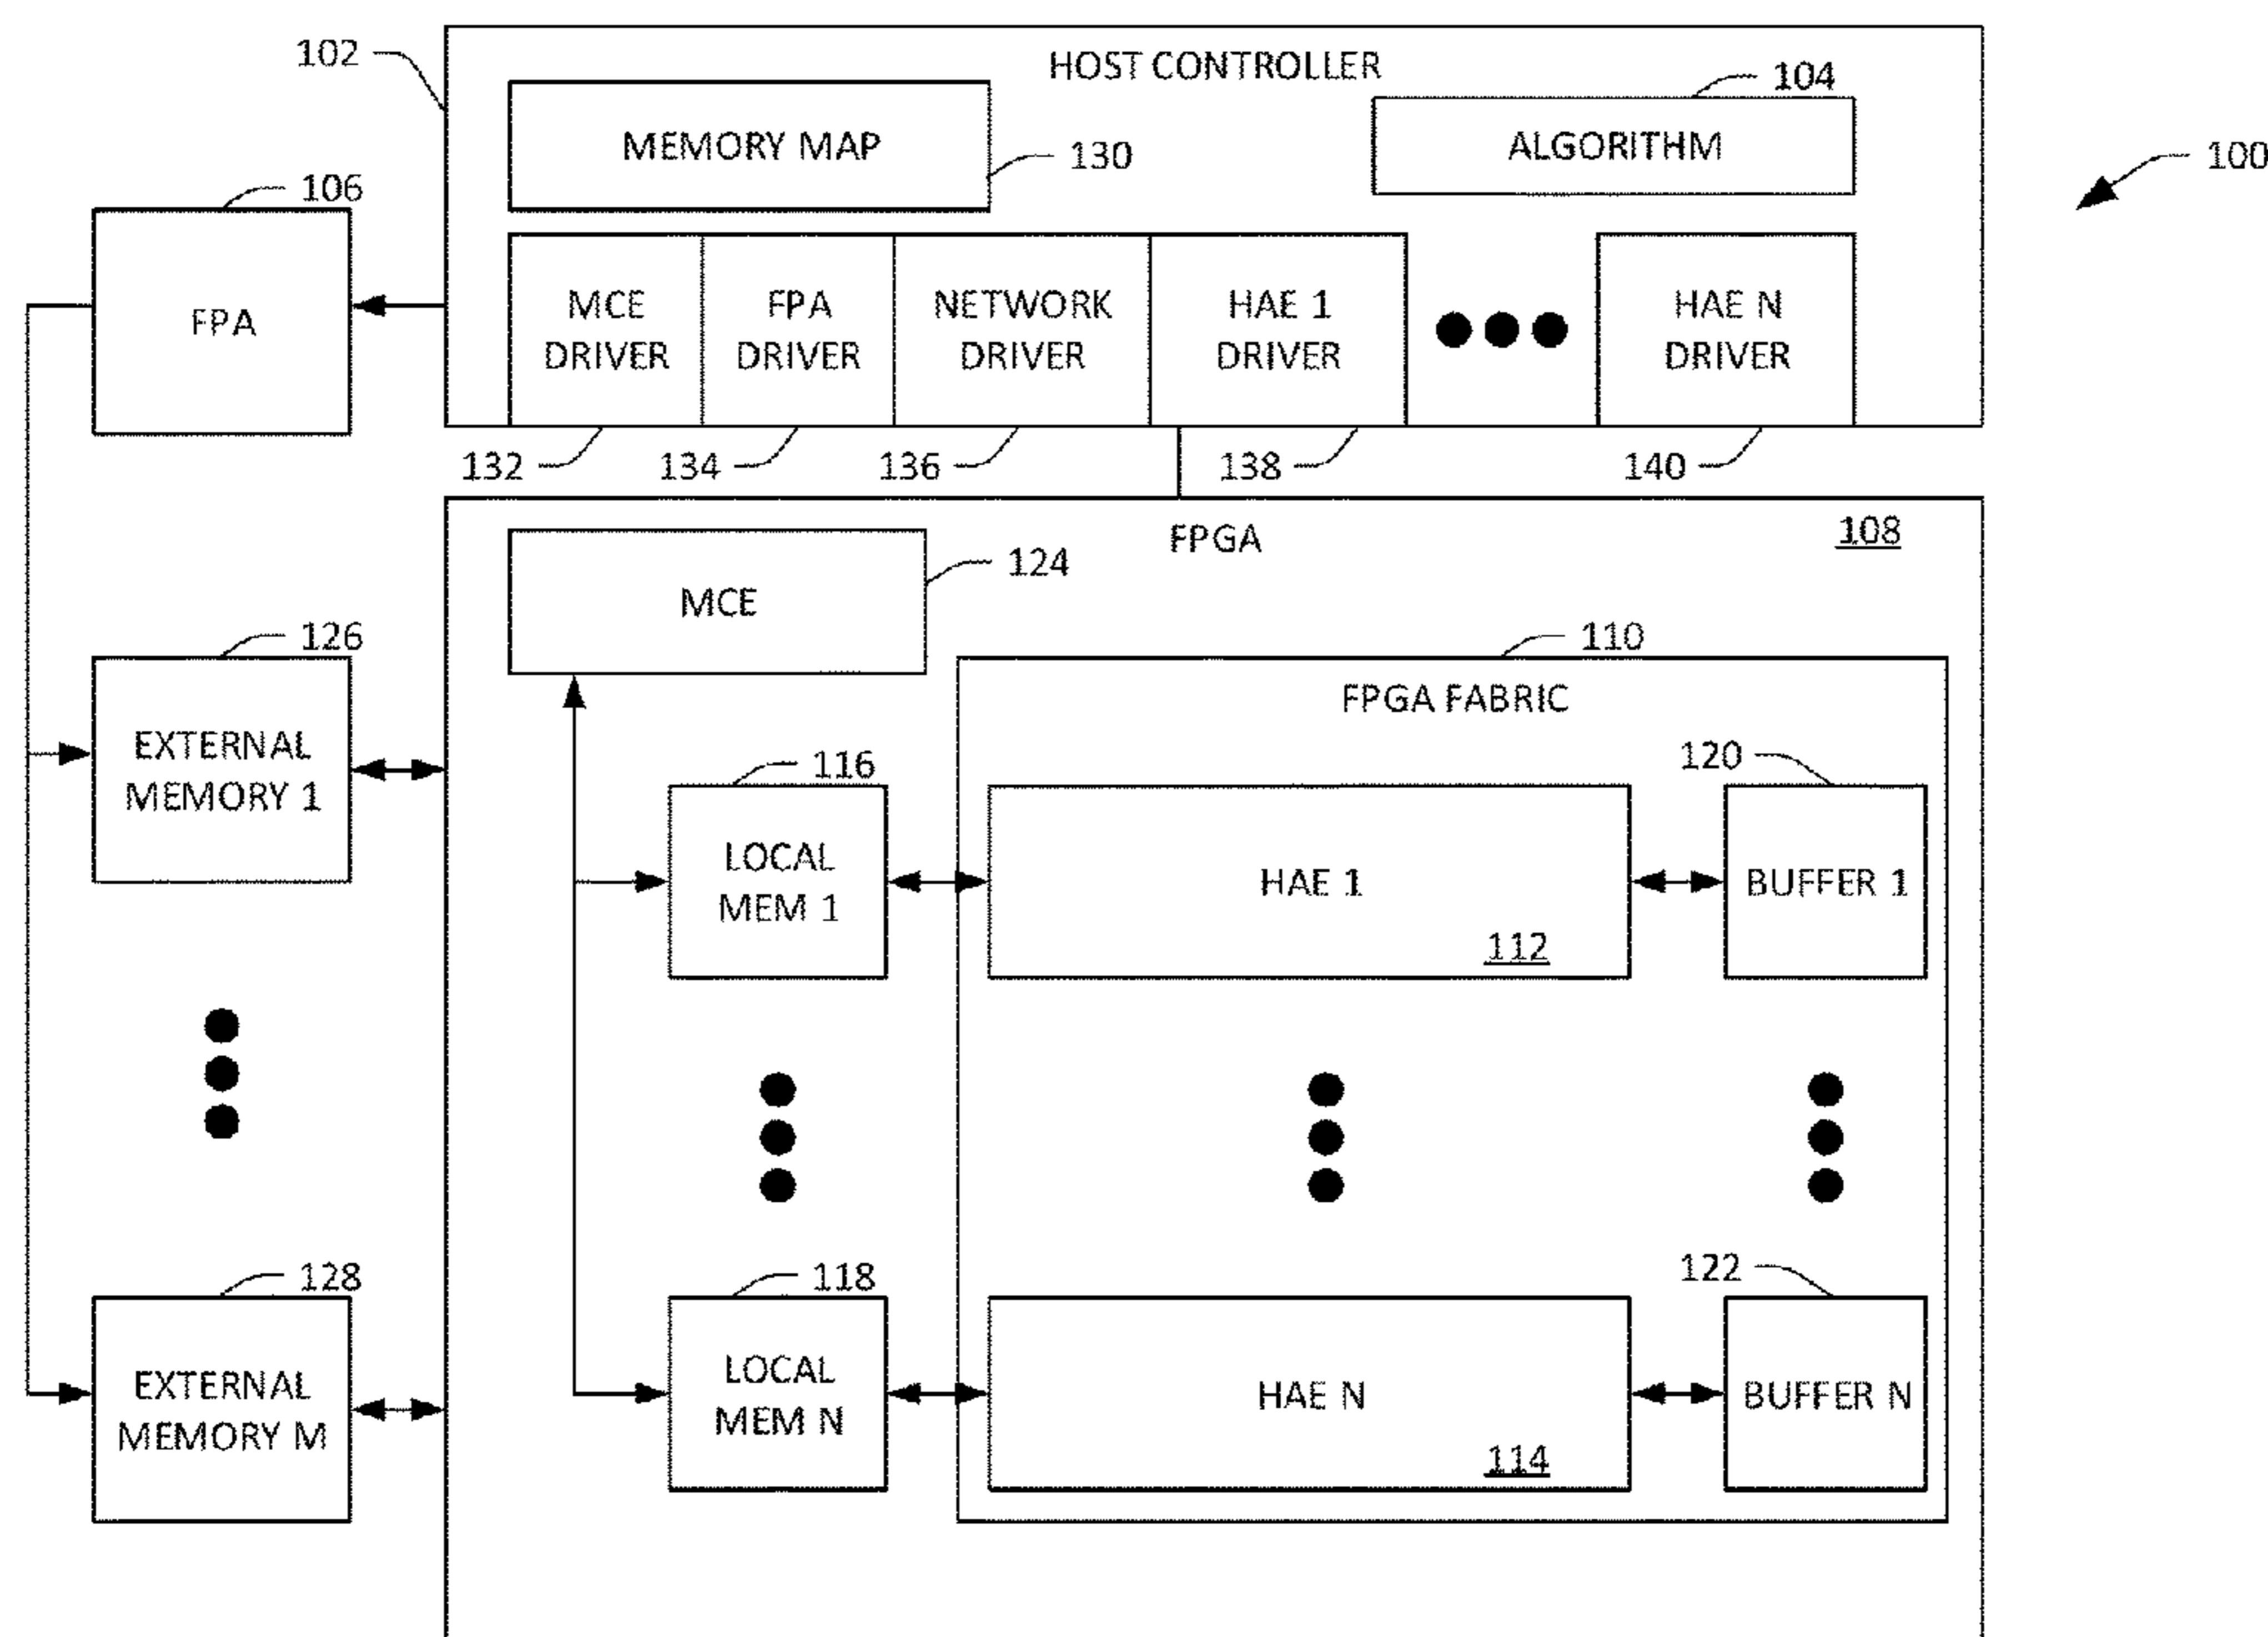 102
HOST CONTROLLER
104
MEMORY MAP
130
ALGORITHM
100
106
FPA
MCE
DRIVER
FPA
DRIVER
NETWORK
DRIVER
HAE 1
DRIVER
HAE N
DRIVER
132
134
136
138
140
FPGA
108
MCE
124
126
110
EXTERNAL
MEMORY 1
FPGA FABRIC
116
120
LOCAL
MEM 1
HAE 1
112
BUFFER 1
128
118
122
EXTERNAL
MEMORY M
LOCAL
MEM N
HAE N
114
BUFFER N